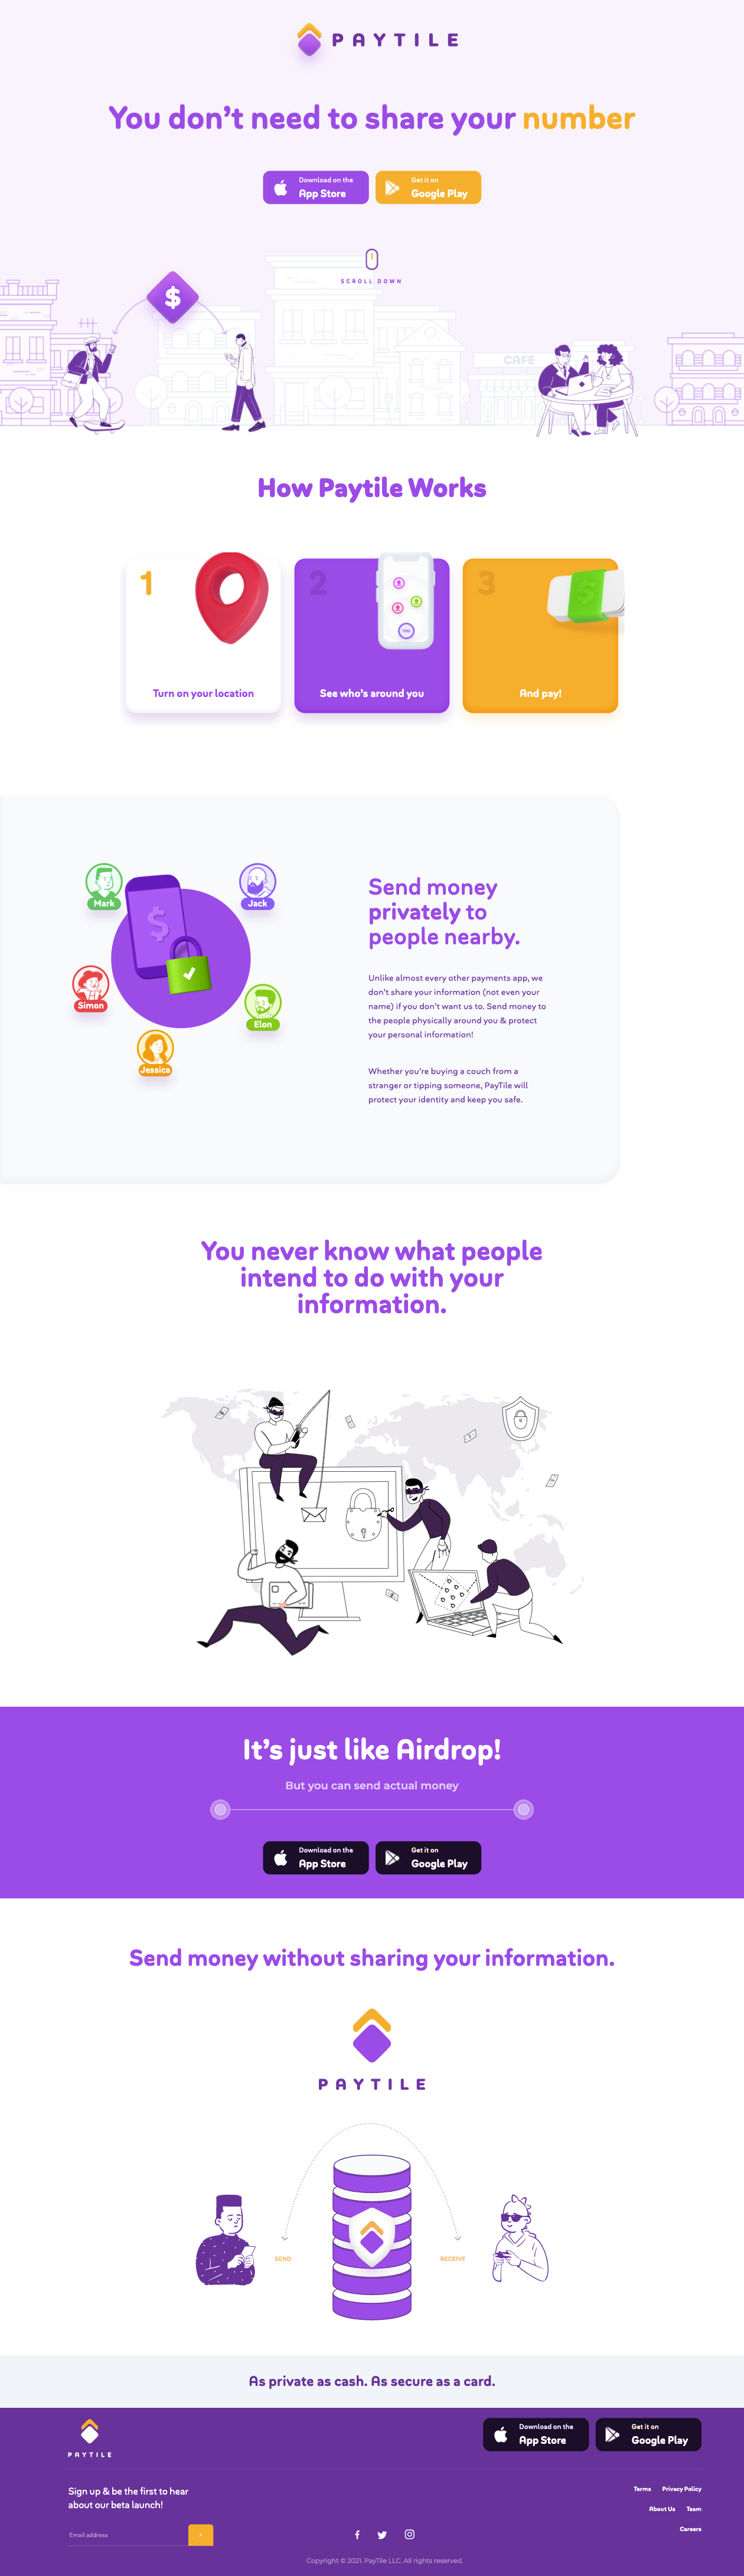 PAYTILE
You don't need to share your number
Download on the
App Store
Get it on
Google Play
SCROLL DOWN
$
CAFE
How Paytile Works
1
2
3
YOU
$
Turn on your location
See who's around you
And pay!
Mark
Jack
$
Simon
Elon
Jessica
Send money
privately to
people nearby.
Unlike almost every other payments app, we
don't share your information (not even your
name) if you don't want us to. Send money to
the people physically around you & protect
your personal information!
Whether you're buying a couch from a
stranger or tipping someone, PayTile will
protect your identity and keep you safe.
You never know what people
intend to do with your
information.
It's just like Airdrop!
But you can send actual money
Download on the
App Store
Get it on
Google Play
Send money without sharing your information.
PAYTILE
SEND
RECEIVE
As private as cash. As secure as a card.
PAYTILE
Download on the
App Store
Get it on
Google Play
Sign up & be the first to hear
about our beta launch!
Email address
Terms
Privacy Policy
About Us
Team
Careers
Copyright © 2021. PayTile LLC. All rights reserved.